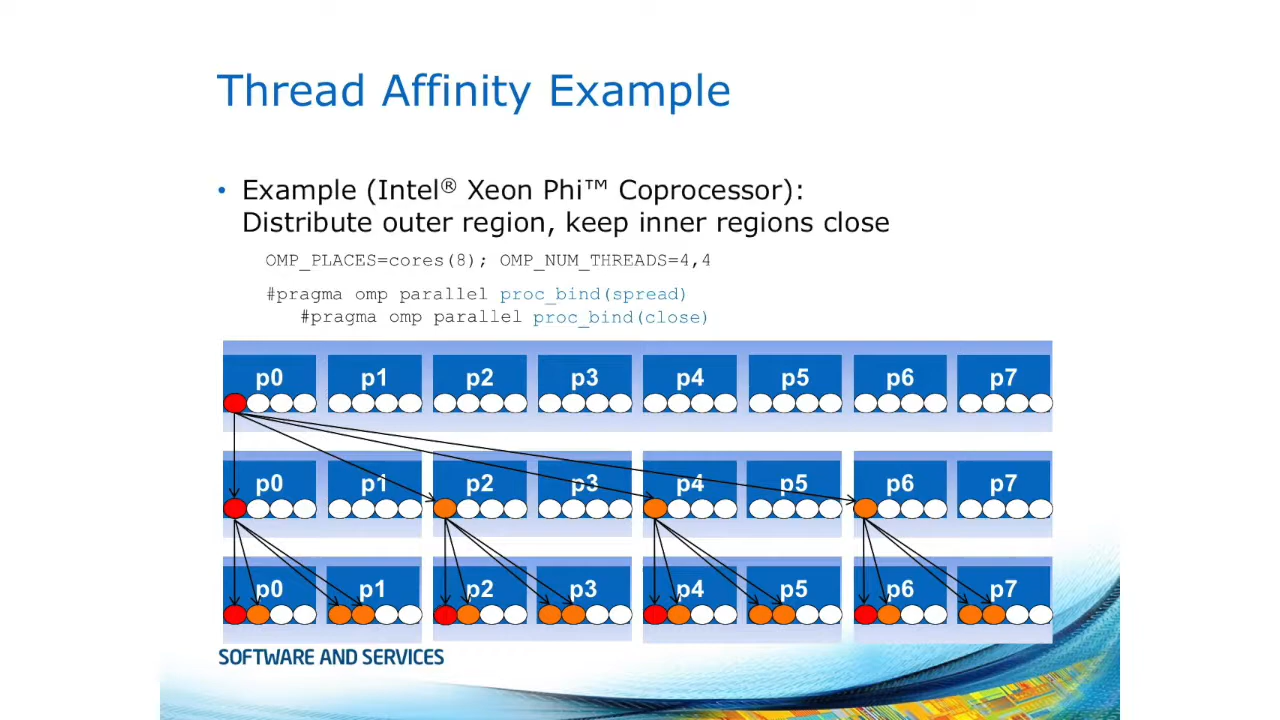 Thread Affinity Example
• Example (Intel® Xeon Phi™ Coprocessor):
Distribute outer region, keep inner regions close
OMP_PLACES=cores(8); OMP_NUM_THREADS=4,4
#pragma omp parallel proc_bind(spread)
#pragma omp parallel proc_bind(close)
p0 p1 p2 p3 p4 p5 p6 p7
p0 p1 p2 p3 p4 p5 p6 p7
p0 p1 p2 p3 p4 p5 p6 p7
SOFTWARE AND SERVICES